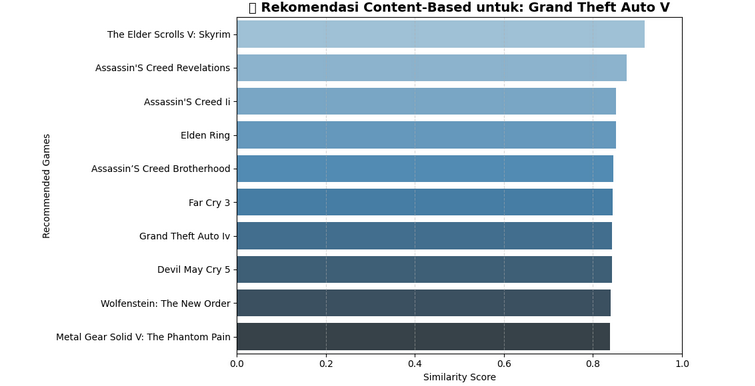 Rekomendasi Content-Based untuk: Grand Theft Auto V
The Elder Scrolls V: Skyrim
Assassin'S Creed Revelations
Assassin'S Creed Ii
Elden Ring
Assassin’S Creed Brotherhood
Far Cry 3
Grand Theft Auto Iv
Devil May Cry 5
Wolfenstein: The New Order
Metal Gear Solid V: The Phantom Pain
Recommended Games
0.0 0.2 0.4 0.6 0.8 1.0
Similarity Score